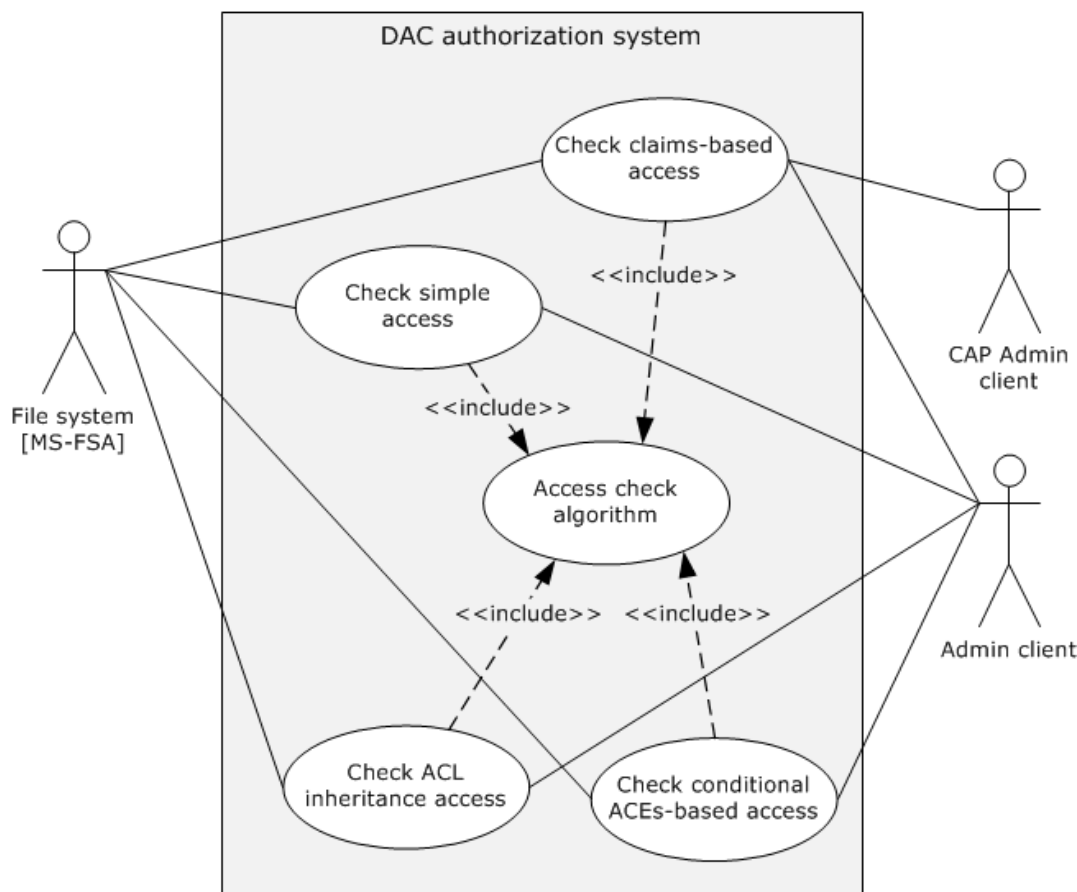 DAC authorization system
Check claims-based
access
<<include>>
Check simple
access
<<include>>
CAP Admin
client
File system
[MS-FSA]
Access check
algorithm
<<include>>
<<include>>
Admin client
Check ACL
inheritance access
Check conditional
ACEs-based access